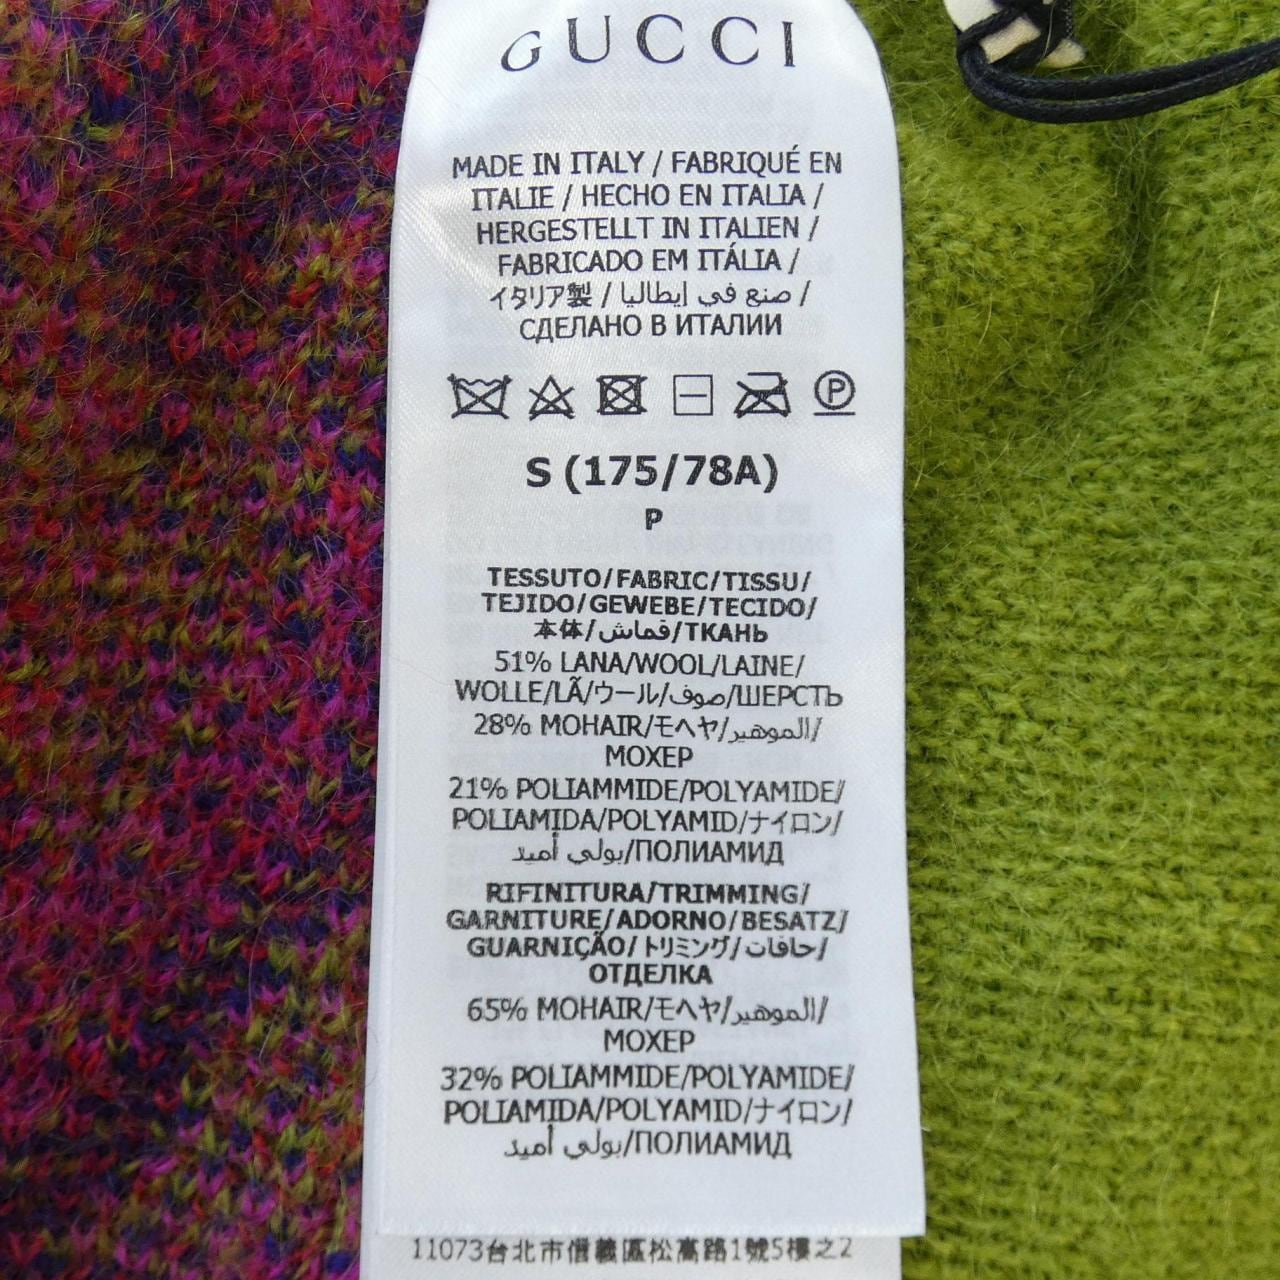 GUCCI
MADE IN ITALY / FABRIQUÉ EN
ITALIE / HECHO EN ITALIA /
HERGESTELLT IN ITALIEN /
FABRICADO EM ITÁLIA /
イタリア製 / صنع في إيطاليا /
СДЕЛАНО В ИТАЛИИ
P
S (175/78A)
P
TESSUTO/FABRIC/TISSU/
TEJIDO/GEWEBE/TECIDO/
本体/قماش/ТКАНЬ
51% LANA/WOOL/LAINE/
WOLLE/LÃ/ウール/صوف/ШЕРСТЬ
28% MOHAIR/モヘヤ/الموهير/
МОХЕР
21% POLIAMMIDE/POLYAMIDE/
POLIAMIDA/POLYAMID/ナイロン/
بولي أميد/ПОЛИАМИД
RIFINITURA/TRIMMING/
GARNITURE/ADORNO/BESATZ/
GUARNIÇÃO/トリミング/حافات/
ОТДЕЛКА
65% MOHAIR/モヘヤ/الموهير/
МОХЕР
32% POLIAMMIDE/POLYAMIDE/
POLIAMIDA/POLYAMID/ナイロン/
بولي أميد/ПОЛИАМИД
11073台北市信義區松高路1號5樓之2